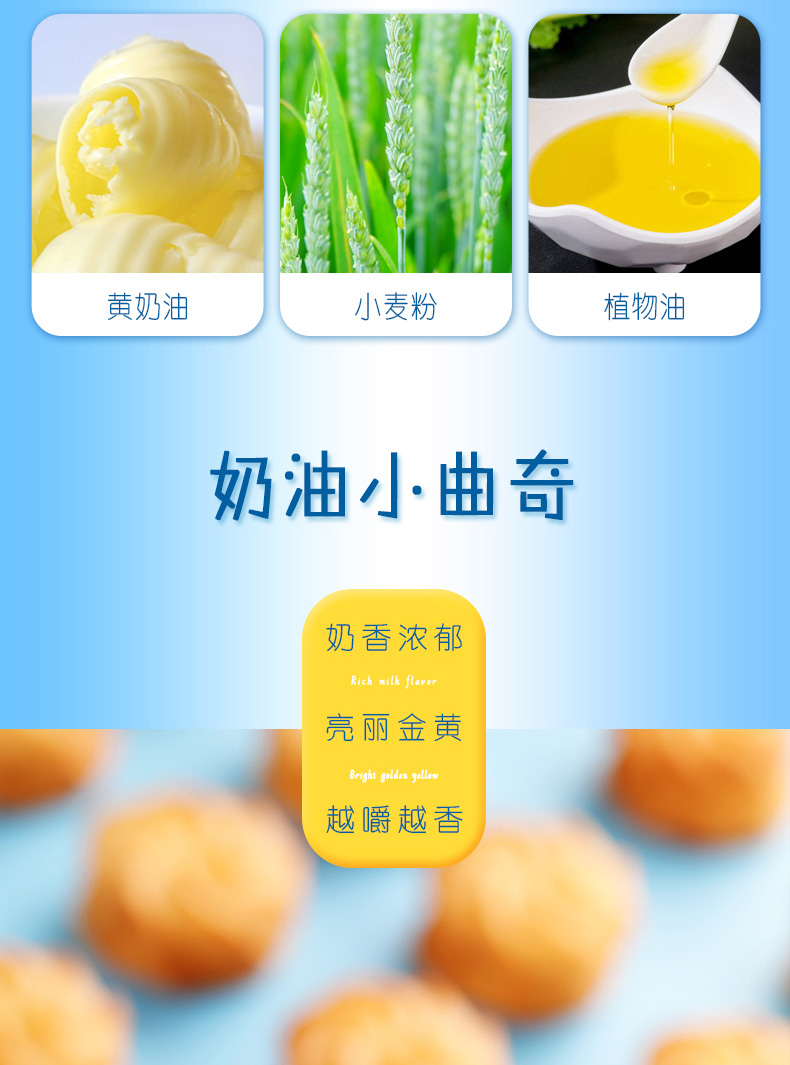 黄奶油
小麦粉
植物油
奶油小曲奇
奶香浓郁
Rich milk flavor
亮丽金黄
Bright golden yellow
越嚼越香